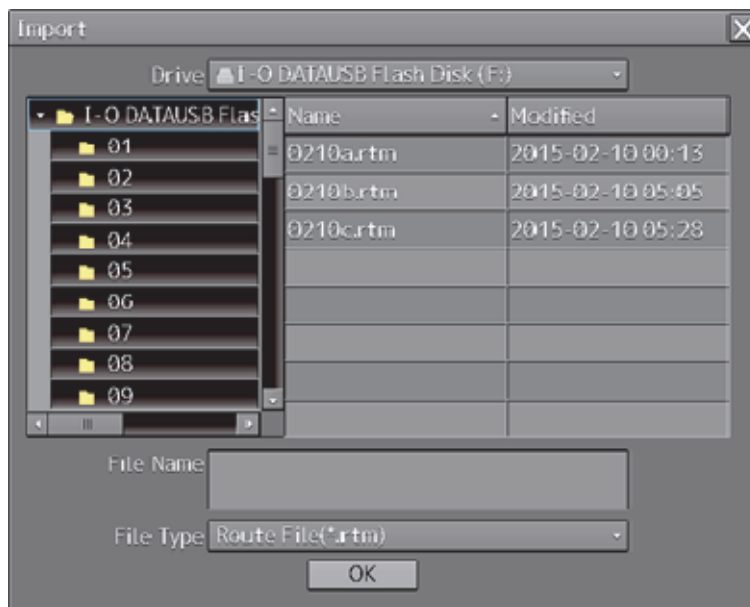 Import
Drive I-O DATAUSB Flash Disk (F:)
I-O DATAUSB Flas Name Modified
01 0210a.rtm 2015-02-10 00:13
02 0210b.rtm 2015-02-10 05:05
03 0210c.rtm 2015-02-10 05:28
04
05
06
07
08
09
File Name
File Type Route File(*.rtm)
OK